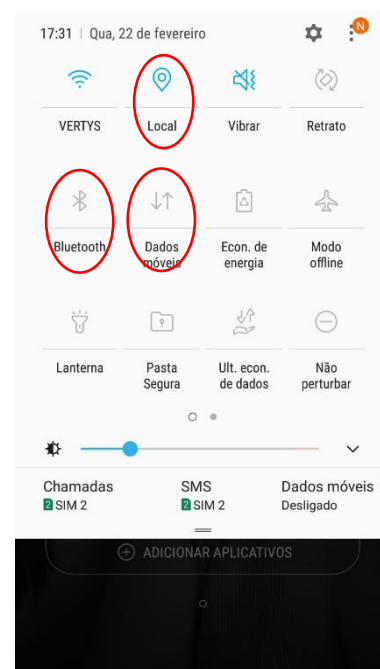 17:31 | Qua, 22 de fevereiro
N
VERTYS
Local
Vibrar
Retrato
Bluetooth
Dados
móveis
Econ. de
energia
Modo
offline
Lanterna
Pasta
Segura
Ult. econ.
de dados
Não
perturbar
Chamadas
2 SIM 2
SMS
2 SIM 2
Dados móveis
Desligado
ADICIONAR APLICATIVOS